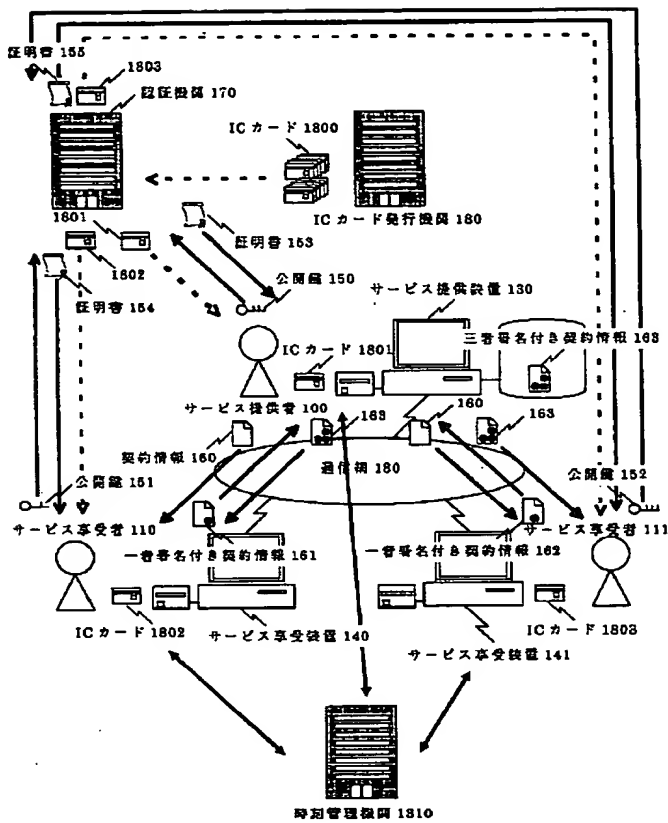 証明書 155
1803
認証機関 170
ICカード 1800
ICカード発行機関 180
1801
1802
証明書 153
証明書 154
公開鍵 150
サービス提供装置 130
三者署名付き契約情報 163
ICカード 1801
サービス提供者 100
163
160
163
契約情報 160
通信網 180
公開鍵 151
公開鍵 152
サービス享受者 110
サービス享受者 111
一者署名付き契約情報 161
一者署名付き契約情報 162
ICカード 1802
サービス享受装置 140
ICカード 1803
サービス享受装置 141
時刻管理機関 1810